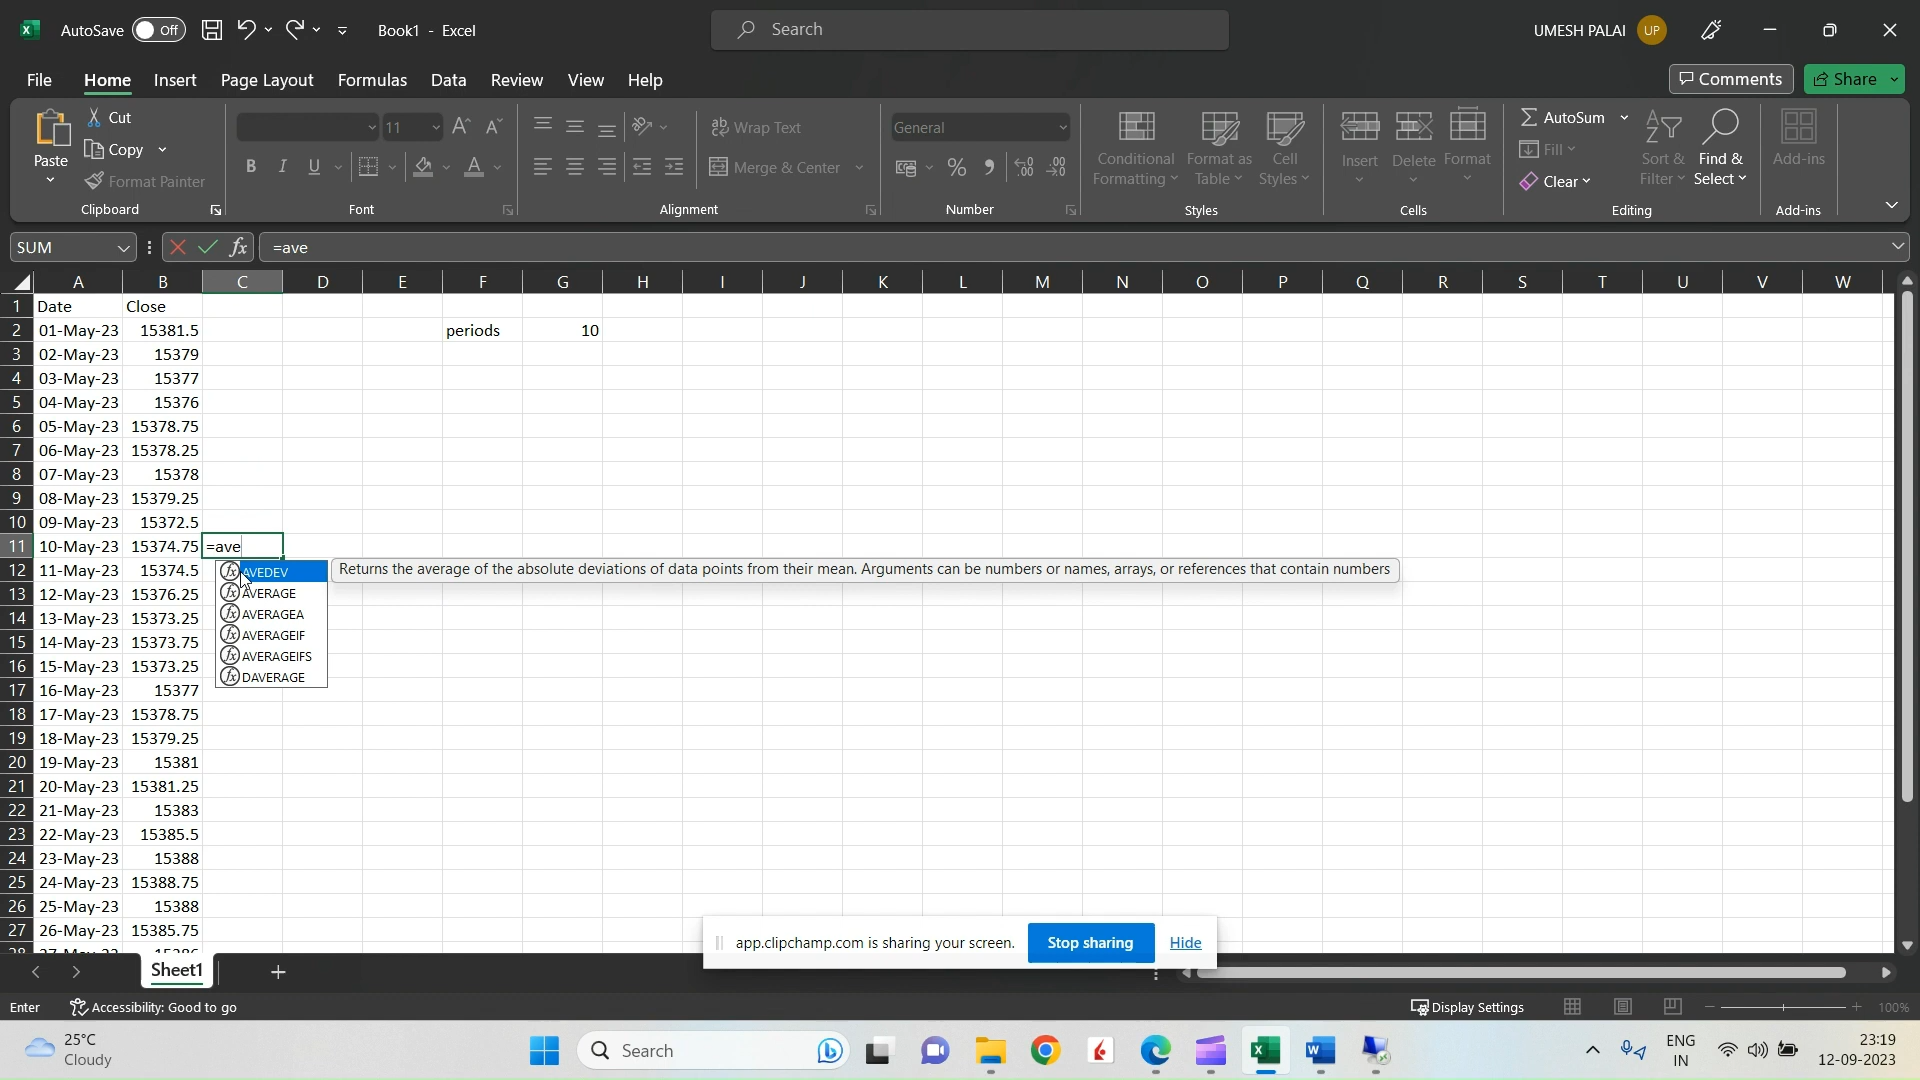 AutoSave Off Book1 - Excel Search UMESH PALAI UP
File Home Insert Page Layout Formulas Data Review View Help Comments Share
Paste Cut Copy Format Painter Clipboard
11 B I U A Font
ab Wrap Text Merge & Center Alignment
General % Number
Conditional Formatting Format as Table Cell Styles Styles
Insert Delete Format Cells
AutoSum Fill Clear Sort & Filter Find & Select Editing
Add-ins Add-ins
SUM fx =ave
A B C D E F G H I J K L M N O P Q R S T U V W
1 Date Close
2 01-May-23 15381.5 periods 10
3 02-May-23 15379
4 03-May-23 15377
5 04-May-23 15376
6 05-May-23 15378.75
7 06-May-23 15378.25
8 07-May-23 15378
9 08-May-23 15379.25
10 09-May-23 15372.5
11 10-May-23 15374.75 =ave
12 11-May-23 15374.5 AVEDEV Returns the average of the absolute deviations of data points from their mean. Arguments can be numbers or names, arrays, or references that contain numbers
13 12-May-23 15376.25 AVERAGE
14 13-May-23 15373.25 AVERAGEA
15 14-May-23 15373.75 AVERAGEIF
16 15-May-23 15373.25 AVERAGEIFS
17 16-May-23 15377 DAVERAGE
18 17-May-23 15378.75
19 18-May-23 15379.25
20 19-May-23 15381
21 20-May-23 15381.25
22 21-May-23 15383
23 22-May-23 15385.5
24 23-May-23 15388
25 24-May-23 15388.75
26 25-May-23 15388
27 26-May-23 15385.75
app.clipchamp.com is sharing your screen. Stop sharing Hide
Sheet1
Enter Accessibility: Good to go Display Settings 100%
25°C
Cloudy
Search
ENG
IN
23:19
12-09-2023